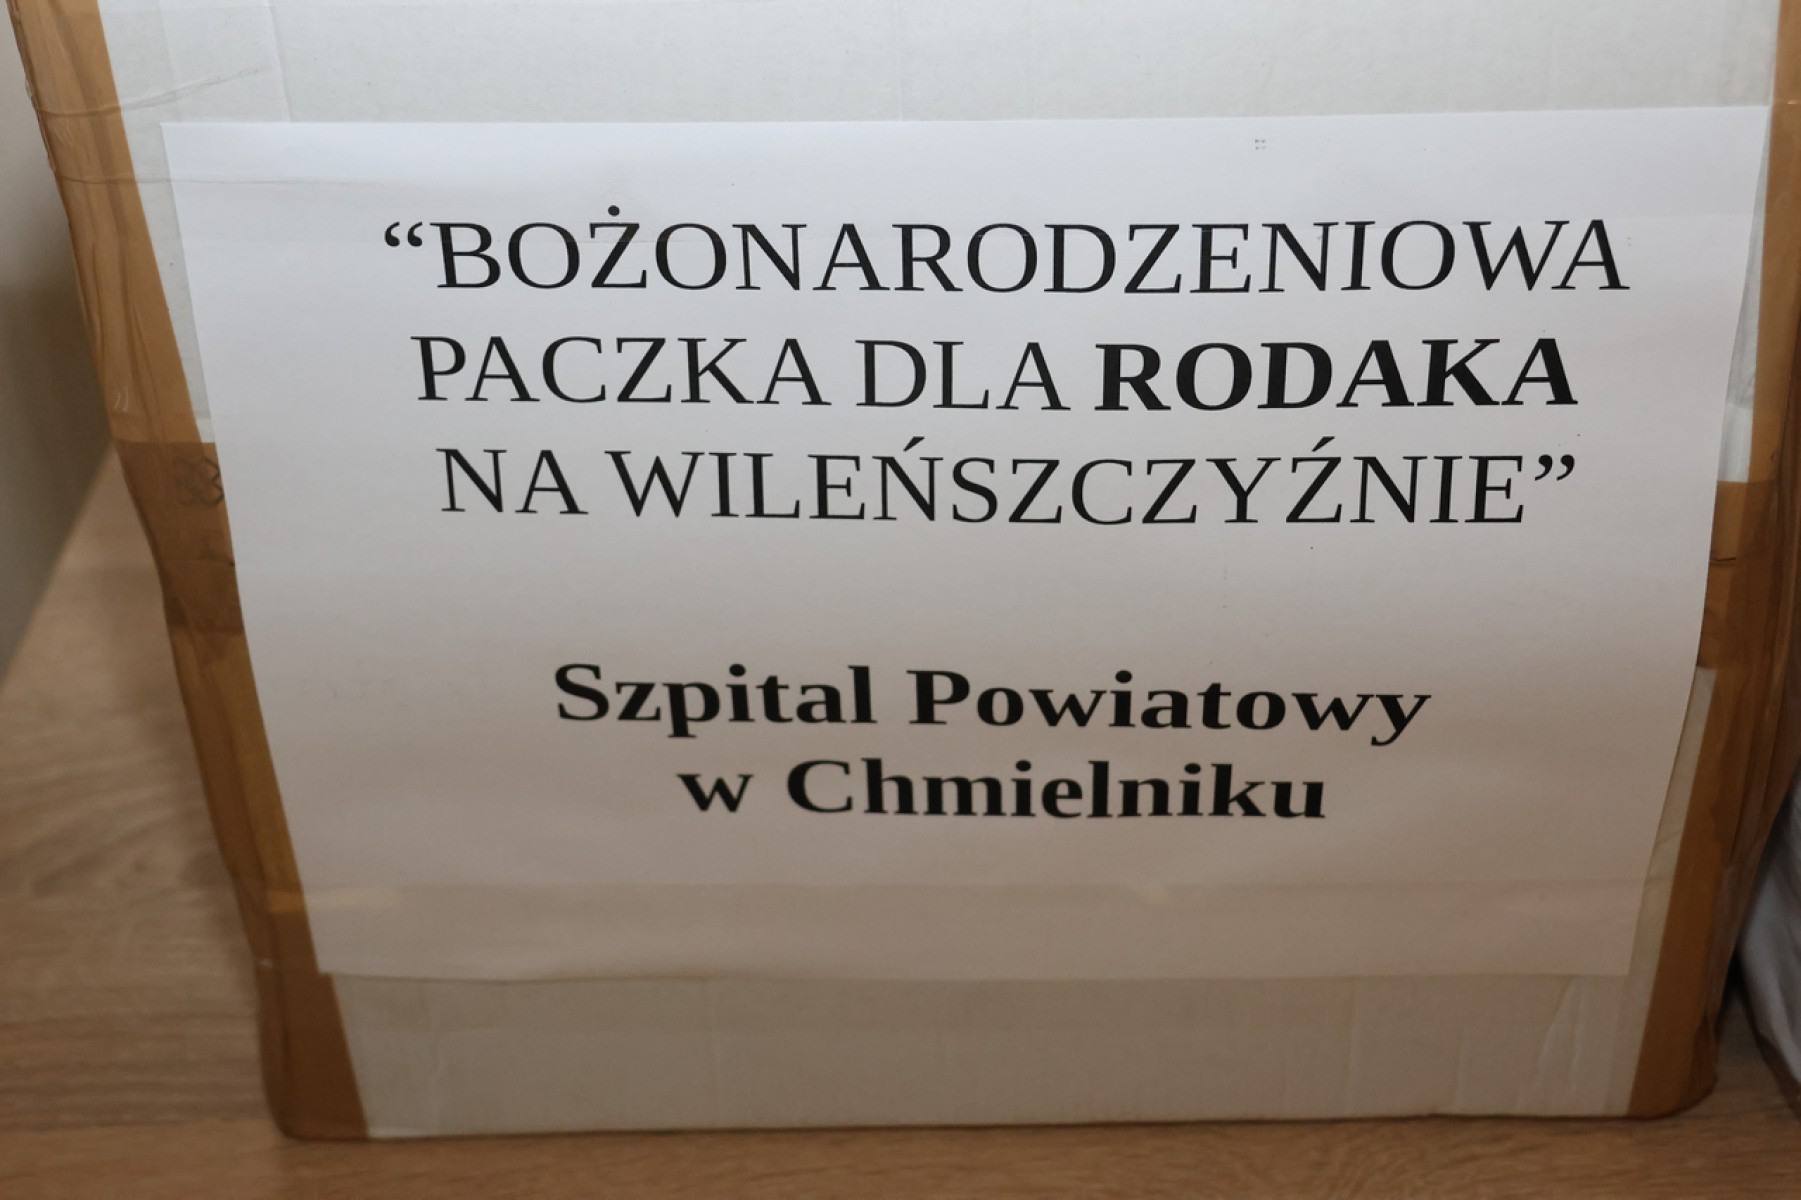 “BOŻONARODZENIOWA
PACZKA DLA RODAKA
NA WILEŃSZCZYŹNIE”
Szpital Powiatowy
w Chmielniku